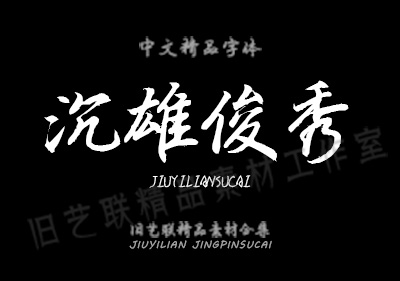 中文精品字体
沉雄俊秀
JIUYILIANSUCAI
旧艺联精品素材工作室
旧艺联精品素材合集
JIUYILIAN JINGPINSUCAI